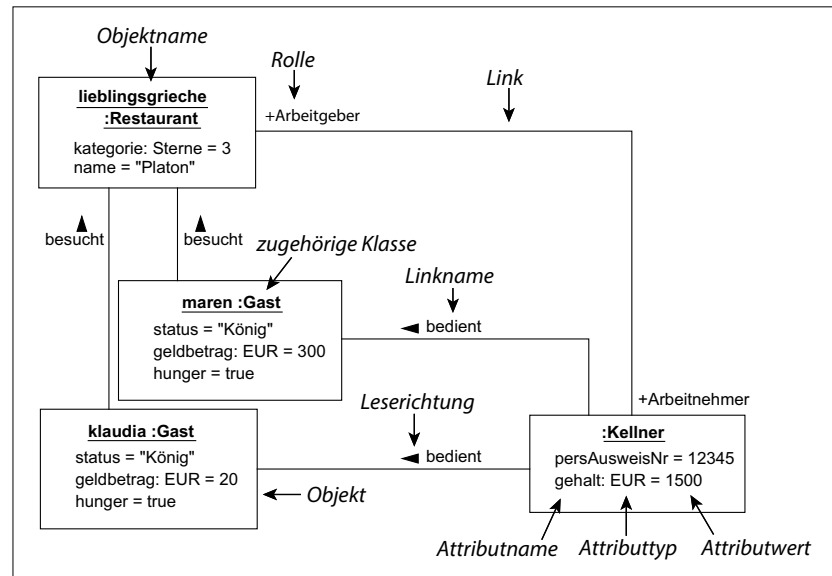 Objektname
Rolle
Link
lieblingsgrieche
:Restaurant
+Arbeitgeber
kategorie: Sterne = 3
name = "Platon"
besucht
besucht
zugehörige Klasse
Linkname
maren :Gast
bedient
status = "König"
geldbetrag: EUR = 300
hunger = true
Leserichtung
+Arbeitnehmer
klaudia :Gast
:Kellner
bedient
status = "König"
geldbetrag: EUR = 20
hunger = true
persAusweisNr = 12345
gehalt: EUR = 1500
Objekt
Attributname
Attributtyp
Attributwert